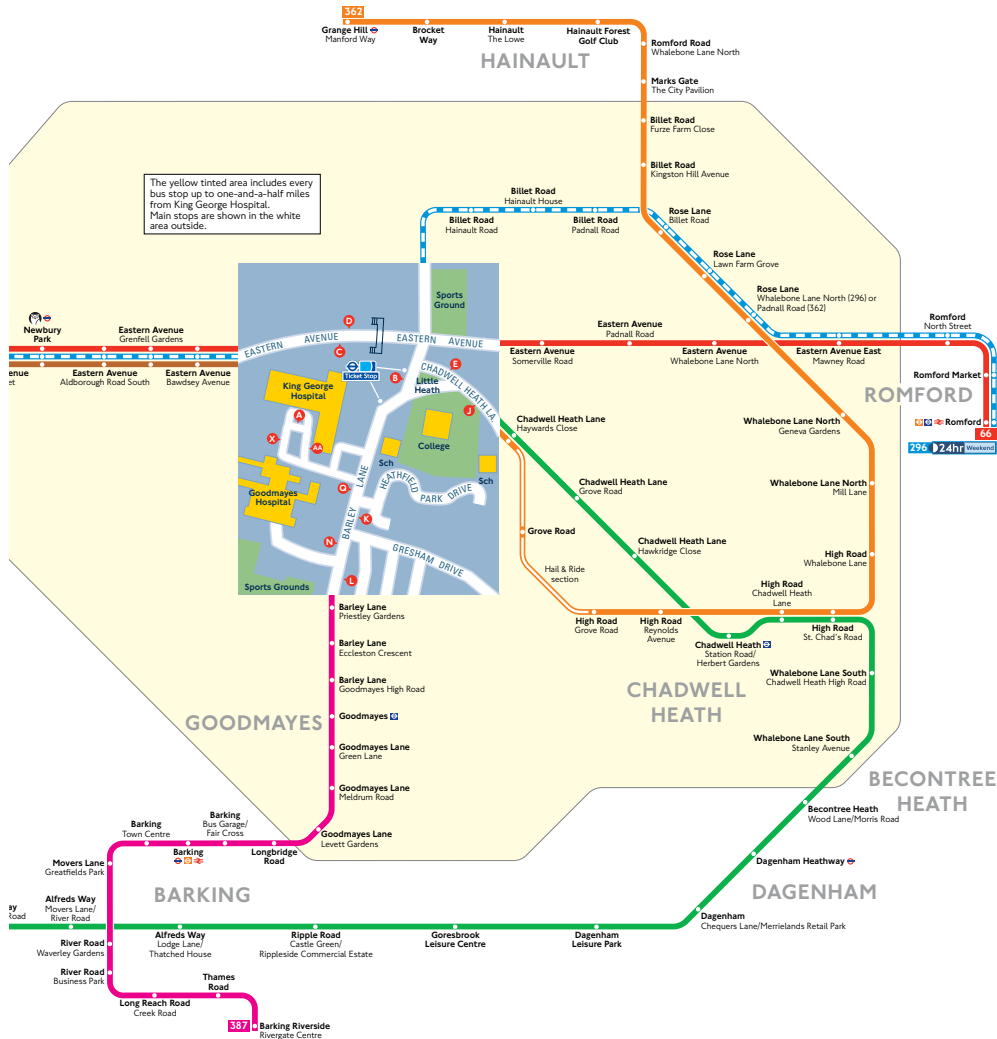 362
Grange Hill
Manford Way
Brocket
Way
Hainault
The Lowe
Hainault Forest
Golf Club
HAINAULT
Romford Road
Whalebone Lane North
Marks Gate
The City Pavilion
Billet Road
Furze Farm Close
Billet Road
Kingston Hill Avenue
The yellow tinted area includes every
bus stop up to one-and-a-half miles
from King George Hospital.
Main stops are shown in the white
area outside.
Billet Road
Hainault House
Billet Road
Hainault Road
Billet Road
Padnall Road
Rose Lane
Billet Road
Rose Lane
Lawn Farm Grove
Rose Lane
Whalebone Lane North (296) or
Padnall Road (362)
Romford
North Street
Romford Market
ROMFORD
Romford
66
296
24hr
Weekend
Newbury
Park
Eastern Avenue
Grenfell Gardens
enue
et
Eastern Avenue
Aldborough Road South
Eastern Avenue
Bawdsey Avenue
Sports
Ground
D
EASTERN
AVENUE
EASTERN
AVENUE
C
Ticket Stop
B
E
Little
Heath
CHADWELL HEATH LA.
J
King George
Hospital
A
X
AA
College
Sch
Sch
Goodmayes
Hospital
Q
BARLEY
LANE
HEATHFIELD
PARK DRIVE
K
N
GRESHAM DRIVE
L
Sports Grounds
Eastern Avenue
Somerville Road
Eastern Avenue
Padnall Road
Eastern Avenue
Whalebone Lane North
Eastern Avenue East
Mawney Road
Whalebone Lane North
Geneva Gardens
Whalebone Lane North
Mill Lane
High Road
Whalebone Lane
Chadwell Heath Lane
Haywards Close
Chadwell Heath Lane
Grove Road
Chadwell Heath Lane
Hawkridge Close
Grove Road
Hail & Ride
section
High Road
Grove Road
High Road
Reynolds
Avenue
High Road
Chadwell Heath
Lane
High Road
St. Chad's Road
Chadwell Heath
Station Road/
Herbert Gardens
CHADWELL
HEATH
Whalebone Lane South
Chadwell Heath High Road
Whalebone Lane South
Stanley Avenue
BECONTREE
HEATH
Becontree Heath
Wood Lane/Morris Road
Dagenham Heathway
DAGENHAM
Dagenham
Chequers Lane/Merrielands Retail Park
Barley Lane
Priestley Gardens
Barley Lane
Eccleston Crescent
Barley Lane
Goodmayes High Road
GOODMAYES
Goodmayes
Goodmayes Lane
Green Lane
Goodmayes Lane
Meldrum Road
Goodmayes Lane
Levett Gardens
Longbridge
Road
Barking
Bus Garage/
Fair Cross
Barking
Town Centre
Barking
Movers Lane
Greatfields Park
BARKING
ay
Road
Alfreds Way
Movers Lane/
River Road
Alfreds Way
Lodge Lane/
Thatched House
Ripple Road
Castle Green/
Rippleside Commercial Estate
Goresbrook
Leisure Centre
Dagenham
Leisure Park
River Road
Waverley Gardens
River Road
Business Park
Long Reach Road
Creek Road
Thames
Road
387
Barking Riverside
Rivergate Centre